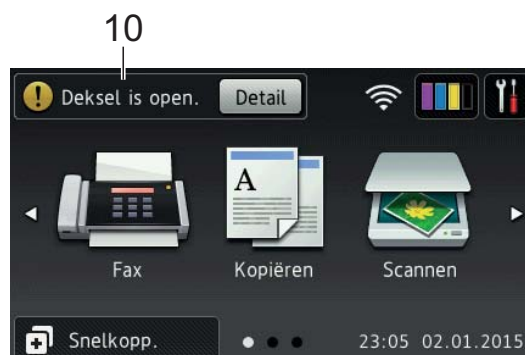 10
Deksel is open. Detail
A
Fax Kopiëren Scannen
Snelkopp. 23:05 02.01.2015